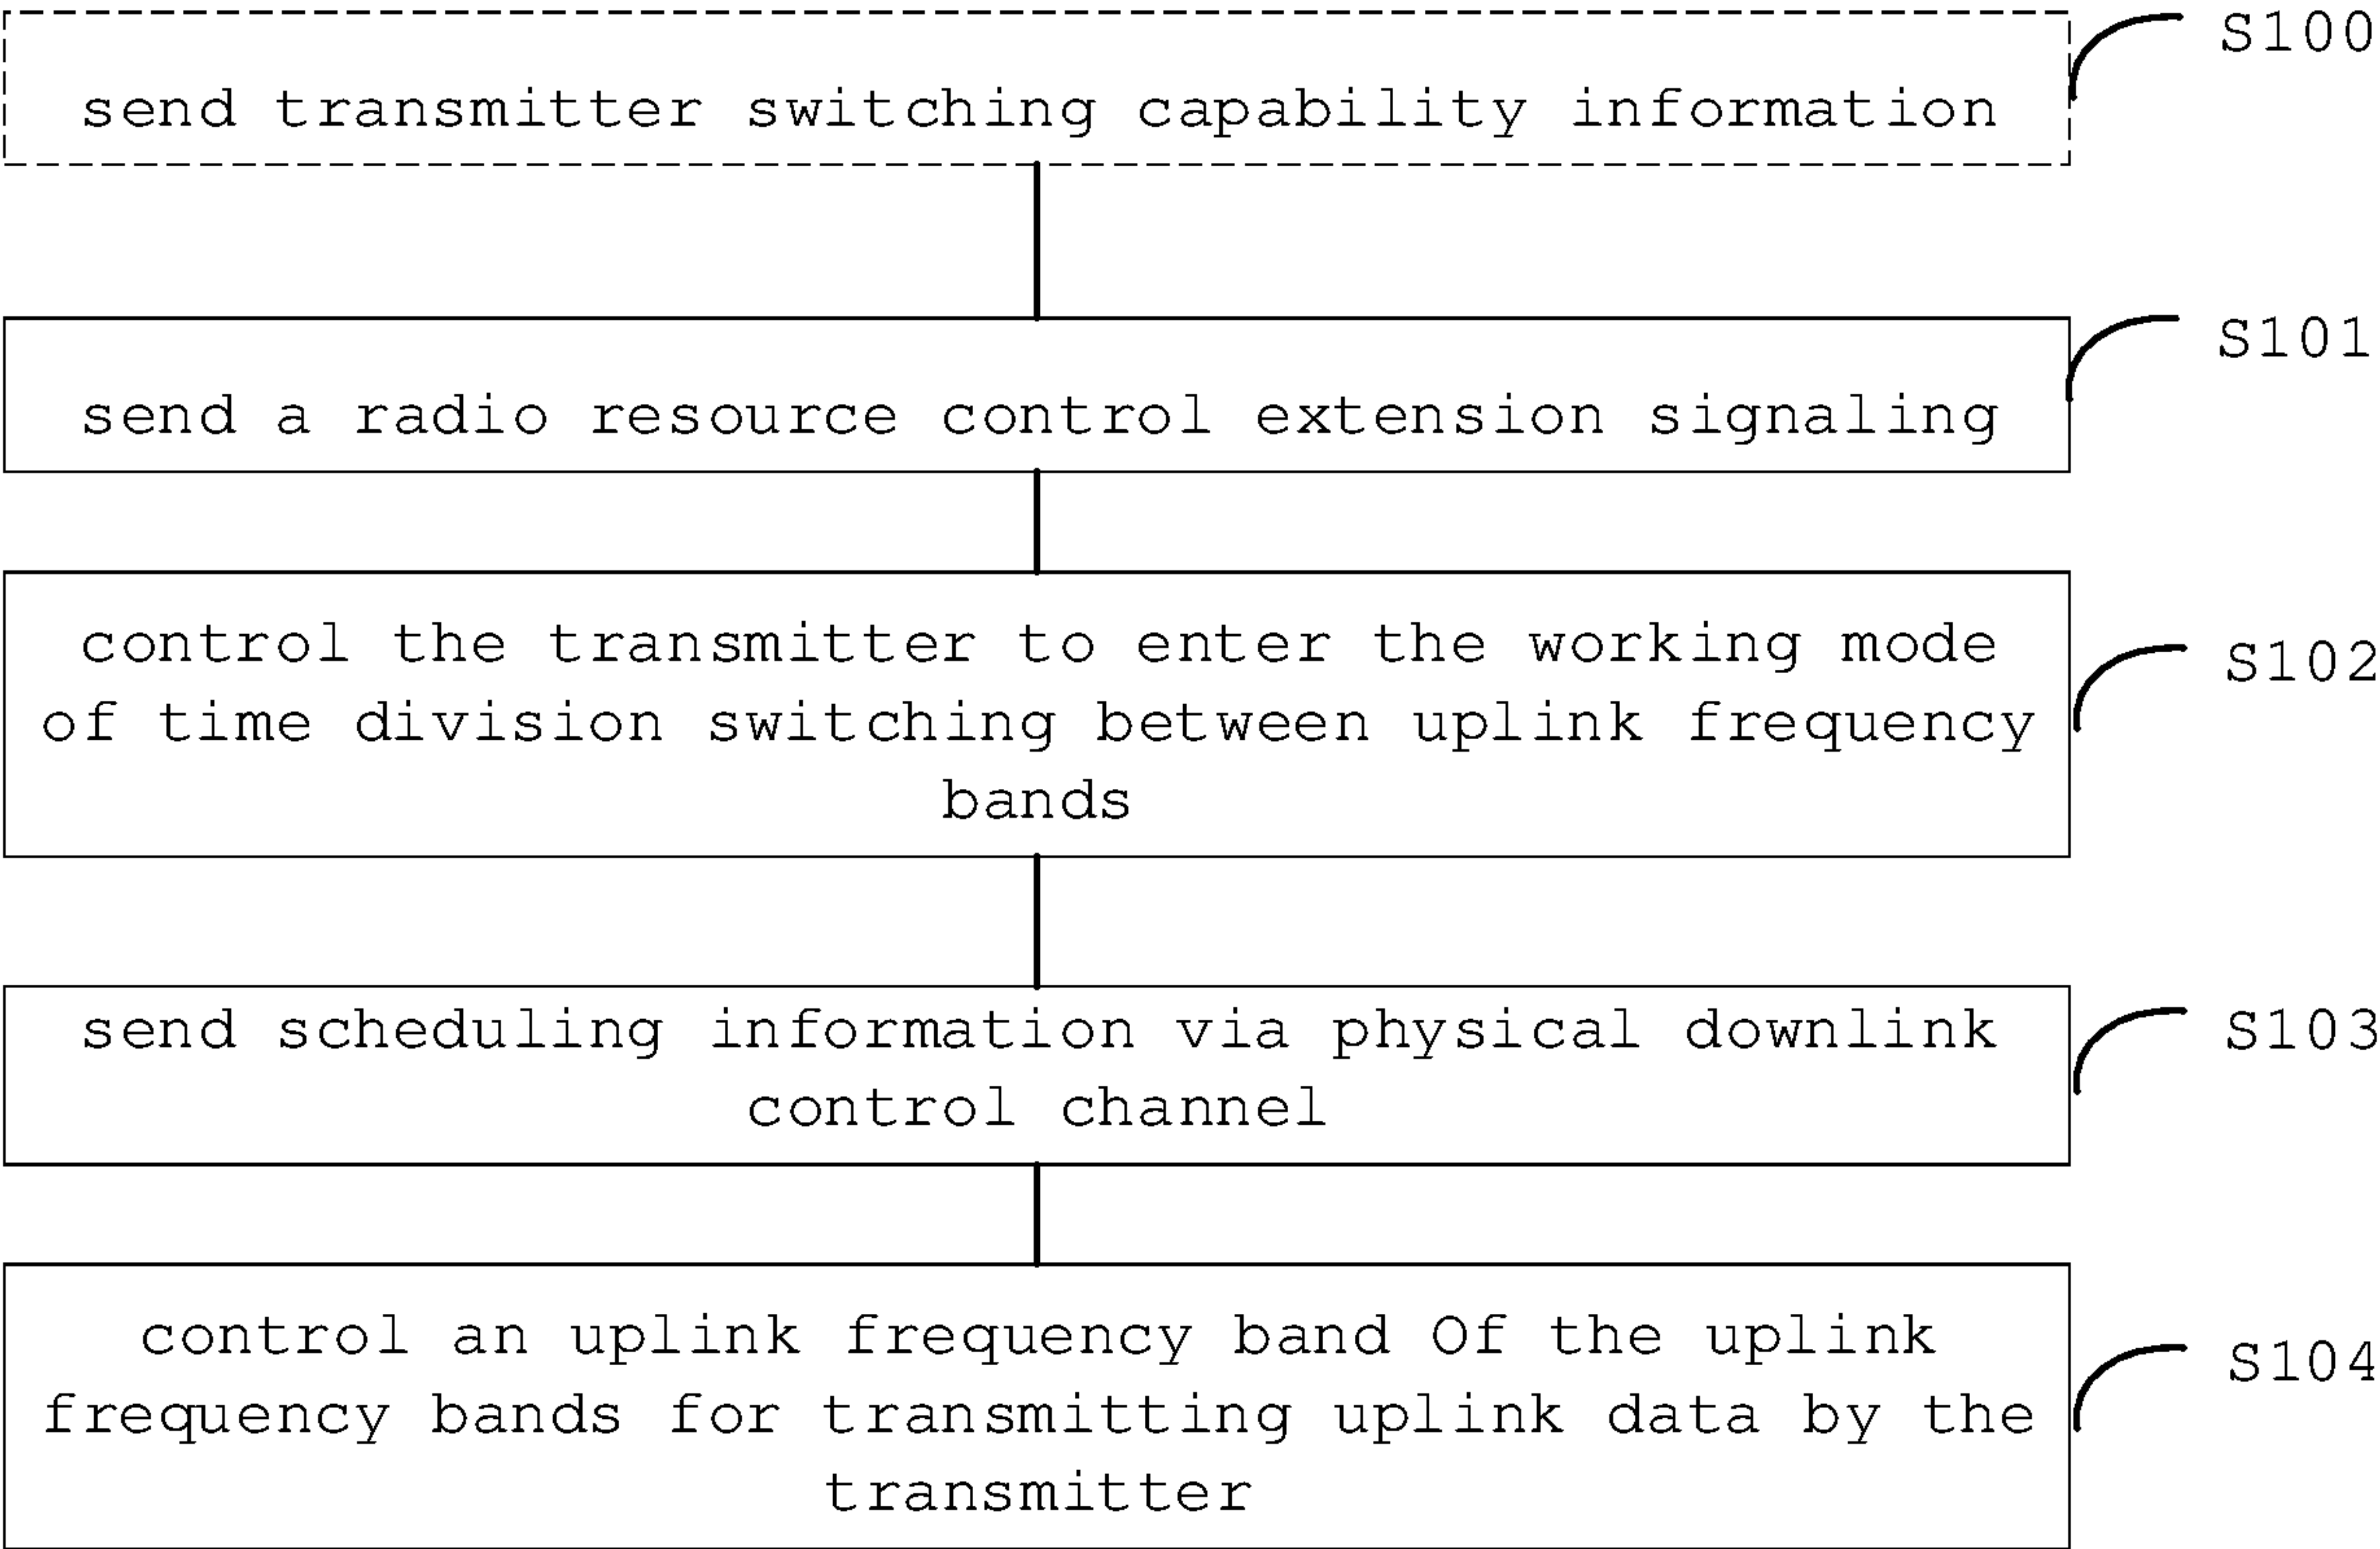 S100
send transmitter switching capability information
S101
send a radio resource control extension signaling
control the transmitter to enter the working mode
of time division switching between uplink frequency
bands
S102
send scheduling information via physical downlink
control channel
S103
control an uplink frequency band Of the uplink
frequency bands for transmitting uplink data by the
transmitter
S104